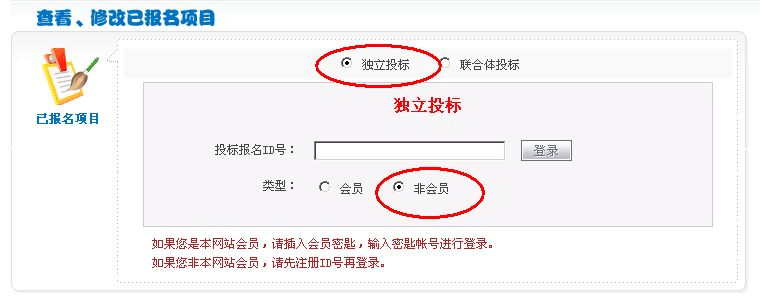 查看、修改已报名项目
独立投标 联合体投标
已报名项目
独立投标
投标报名ID号： 登录
类型： 会员 非会员
如果您是本网站会员，请插入会员密匙，输入密匙帐号进行登录。
如果您非本网站会员，请先注册ID号再登录。